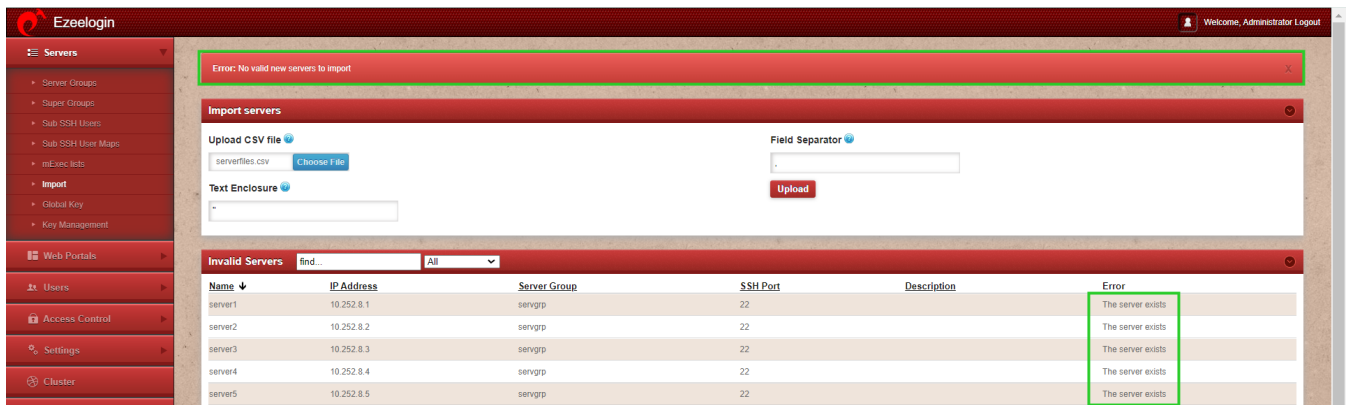 Ezeelogin
Welcome, Administrator Logout
Servers
Server Groups
Super Groups
Sub SSH Users
Sub SSH User Maps
mExec lists
Import
Global Key
Key Management
Web Portals
Users
Access Control
Settings
Cluster
Error: No valid new servers to import X
Import servers
Upload CSV file
serverfiles.csv Choose File
Field Separator
,
Text Enclosure
"
Upload
Invalid Servers find... All
Name IP Address Server Group SSH Port Description Error
server1 10.252.8.1 servgrp 22 The server exists
server2 10.252.8.2 servgrp 22 The server exists
server3 10.252.8.3 servgrp 22 The server exists
server4 10.252.8.4 servgrp 22 The server exists
server5 10.252.8.5 servgrp 22 The server exists